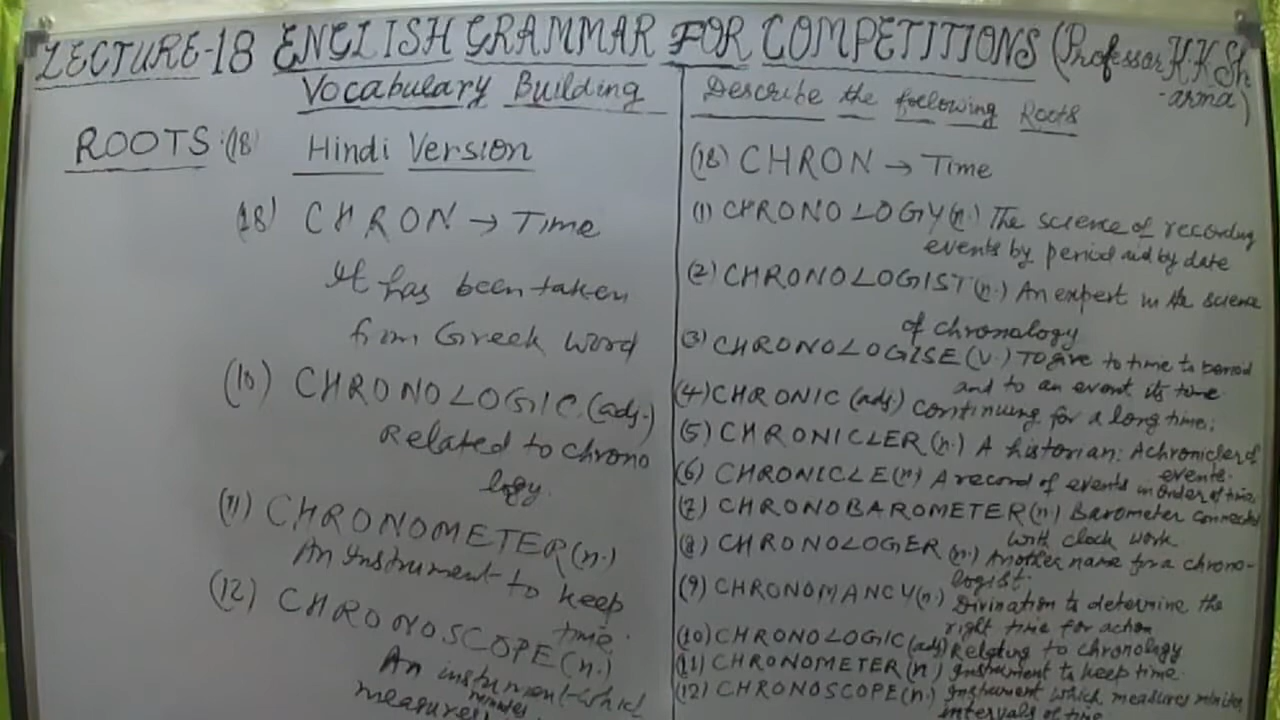 LECTURE-18 ENGLISH GRAMMAR FOR COMPETITIONS (Professor K K Sh
-arma)
Vocabulary Building
ROOTS: (18) Hindi Version
18) CHRON → Time
It has been taken
from Greek word
(10) CHRONOLOGIC (adj.)
Related to chrono
logy.
(11) CHRONOMETER (n.)
An Instrument to keep
time.
(12) CHRONOSCOPE (n.)
An instrument which
measures minutes
Describe the following Roots
(18) CHRON → Time
(1) CHRONOLOGY (n.) The science of recording
events by period and by date
(2) CHRONOLOGIST (n.) An expert in the science
of chronalogy
(3) CHRONOLOGISE (v.) To give to time to period
and to an event its time.
(4) CHRONIC (adj.) Continuing for a long time.
(5) CHRONICLER (n.) A historian: A chronicler of
events.
(6) CHRONICLE (n) A record of events in order of time
(7) CHRONOBAROMETER (n.) Barometer connected
with clock work
(8) CHRONOLOGER (n.) Another name for a chrono-
logist.
(9) CHRONOMANCY (n.) Divination to determine the
right time for action
(10) CHRONOLOGIC (adj) Relating to chronology
(11) CHRONOMETER (n) Instrument to keep time.
(12) CHRONOSCOPE (n.) Instrument which measures
intervals of time